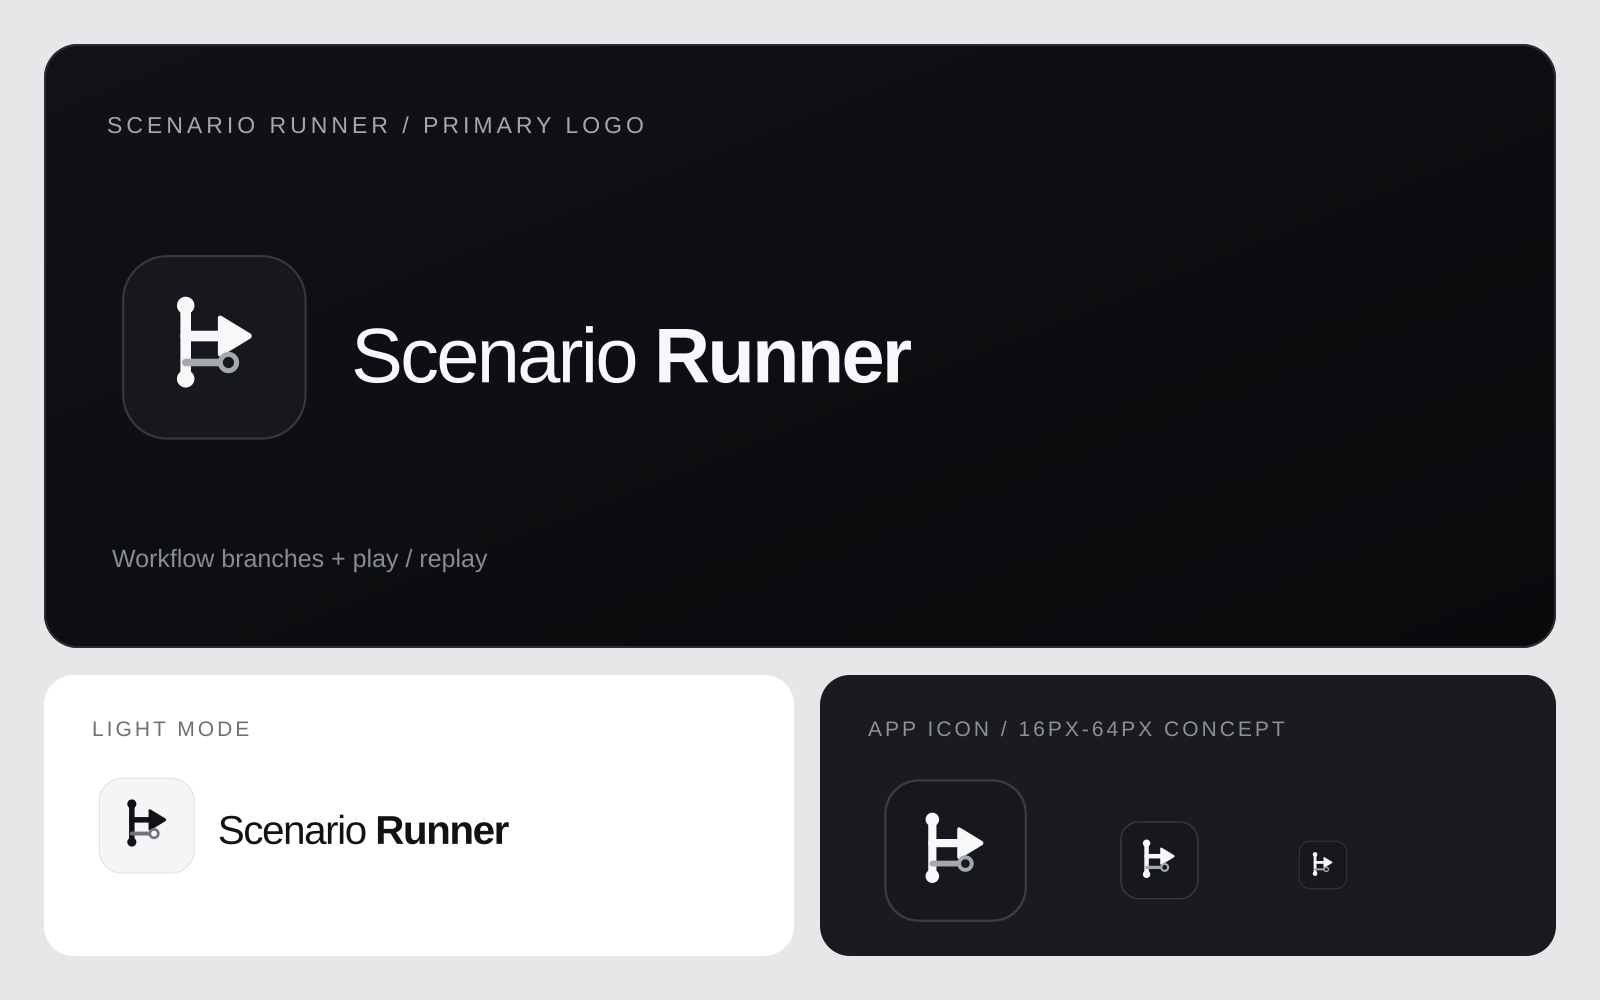 SCENARIO RUNNER / PRIMARY LOGO
Scenario Runner
Workflow branches + play / replay
LIGHT MODE
Scenario Runner
APP ICON / 16PX-64PX CONCEPT